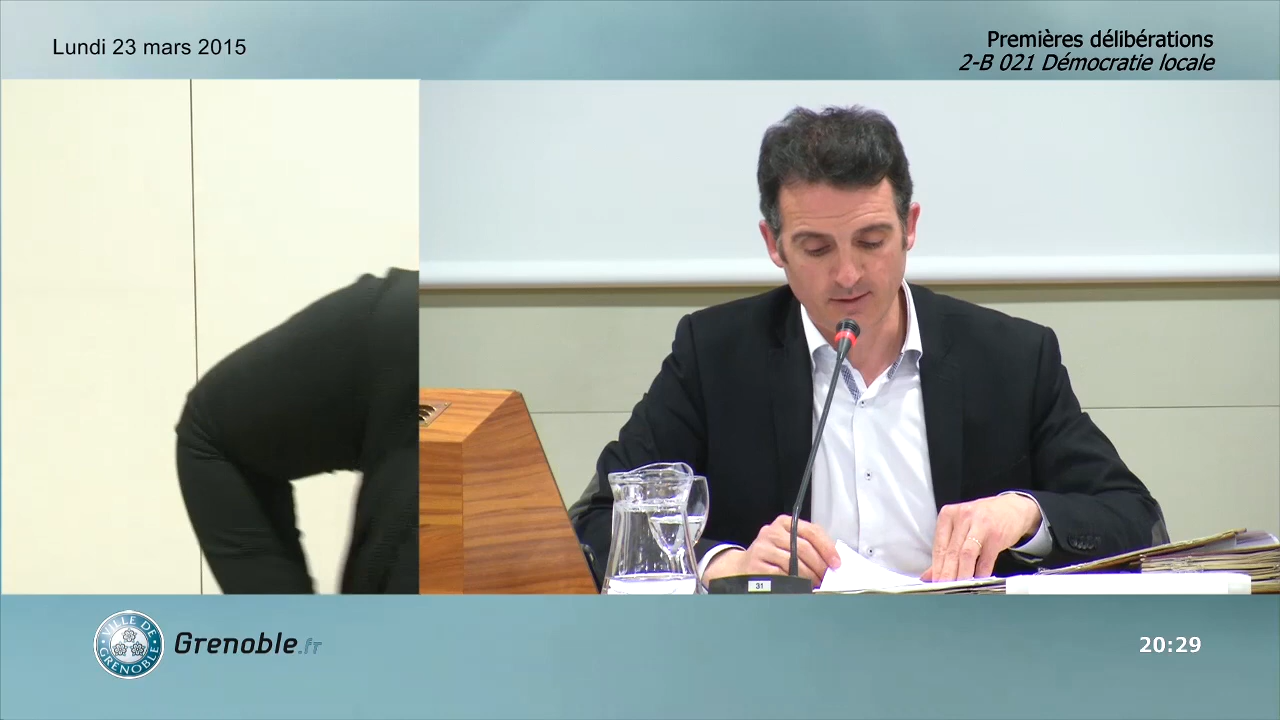 Lundi 23 mars 2015
Premières délibérations
2-B 021 Démocratie locale
31
VILLE DE
GRENOBLE
Grenoble.fr
20:29